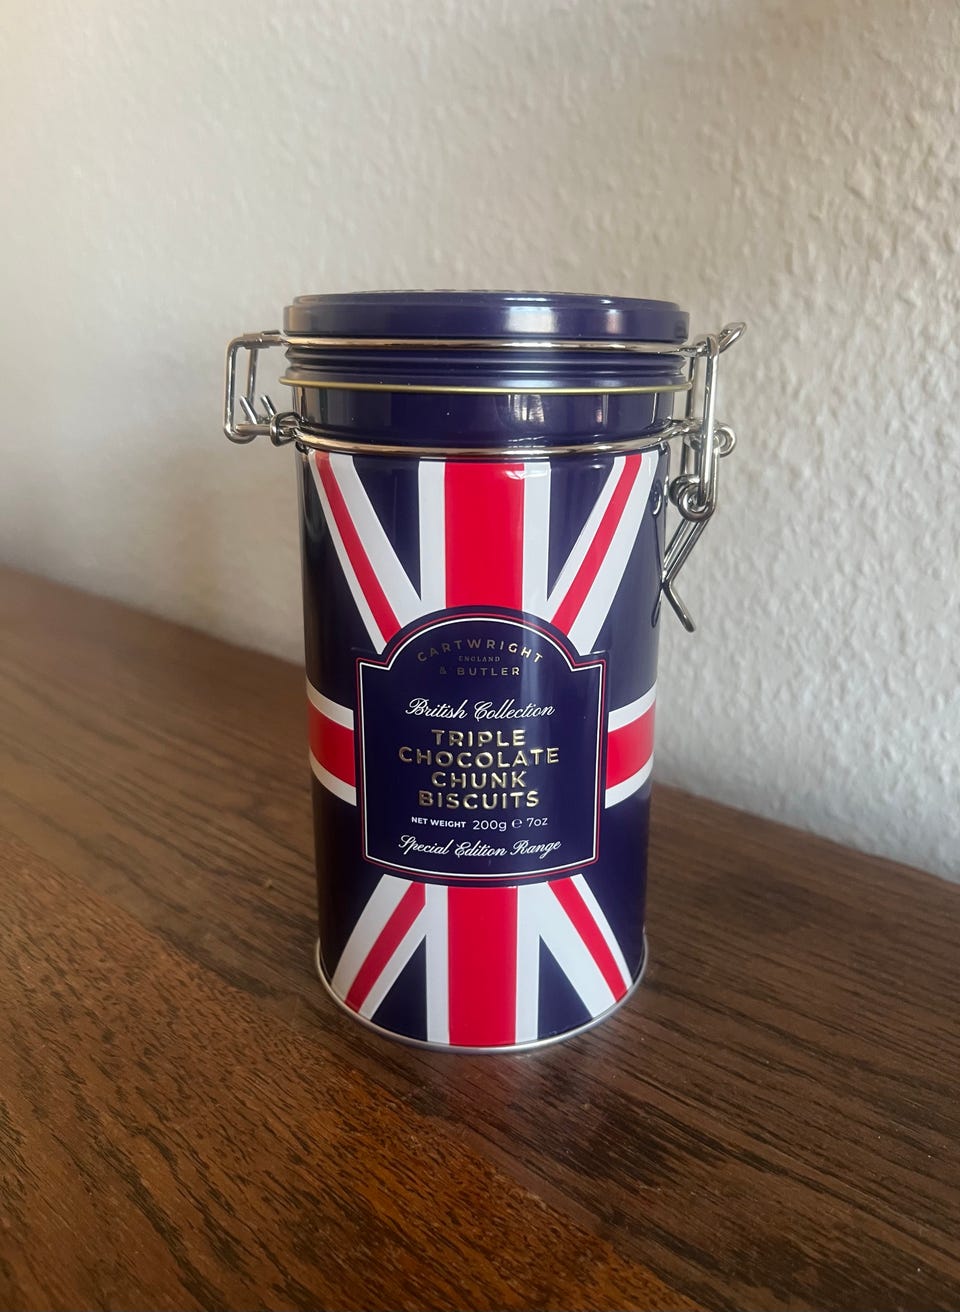 CARTWRIGHT
ENGLAND
& BUTLER
British Collection
TRIPLE
CHOCOLATE
CHUNK
BISCUITS
NET WEIGHT 200g ℮ 7oz
Special Edition Range